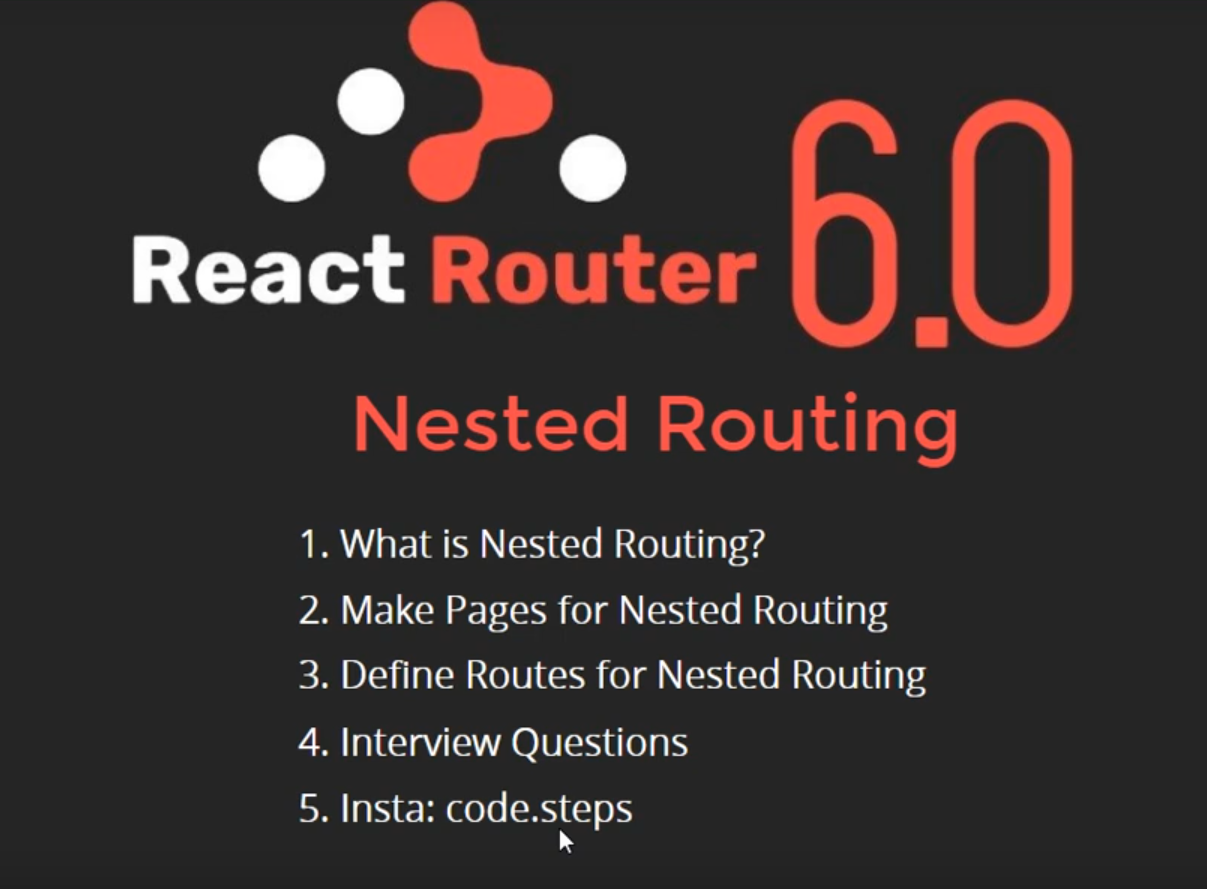 React Router 6.0
Nested Routing
1. What is Nested Routing?
2. Make Pages for Nested Routing
3. Define Routes for Nested Routing
4. Interview Questions
5. Insta: code.steps